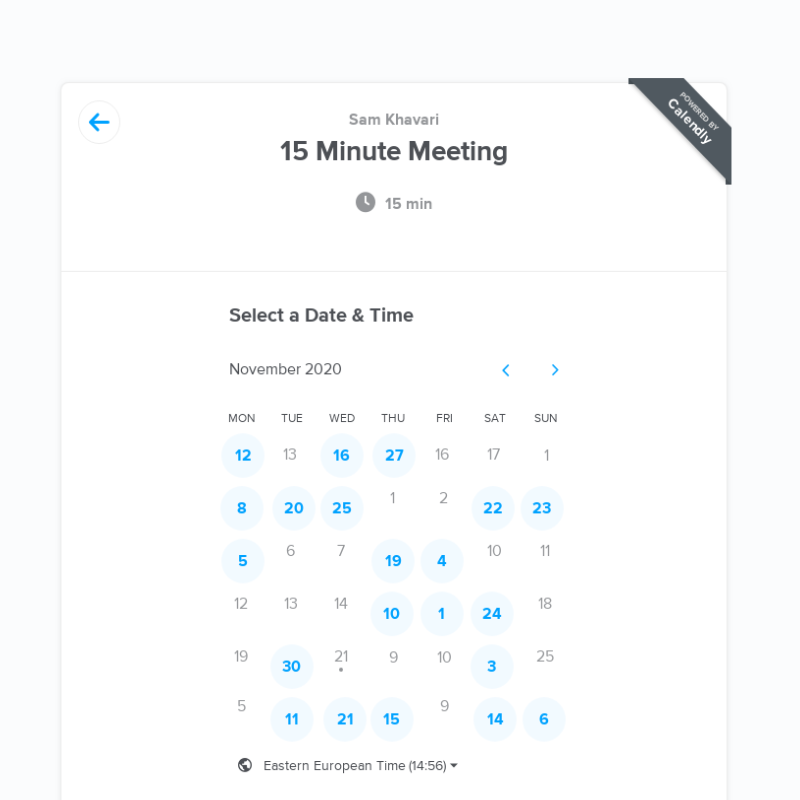 Sam Khavari
15 Minute Meeting
15 min
POWERED BY
Calendly
Select a Date & Time
November 2020
MON TUE WED THU FRI SAT SUN
12 13 16 27 16 17 1
8 20 25 1 2 22 23
5 6 7 19 4 10 11
12 13 14 10 1 24 18
19 30 21 9 10 3 25
5 11 21 15 9 14 6
Eastern European Time (14:56)